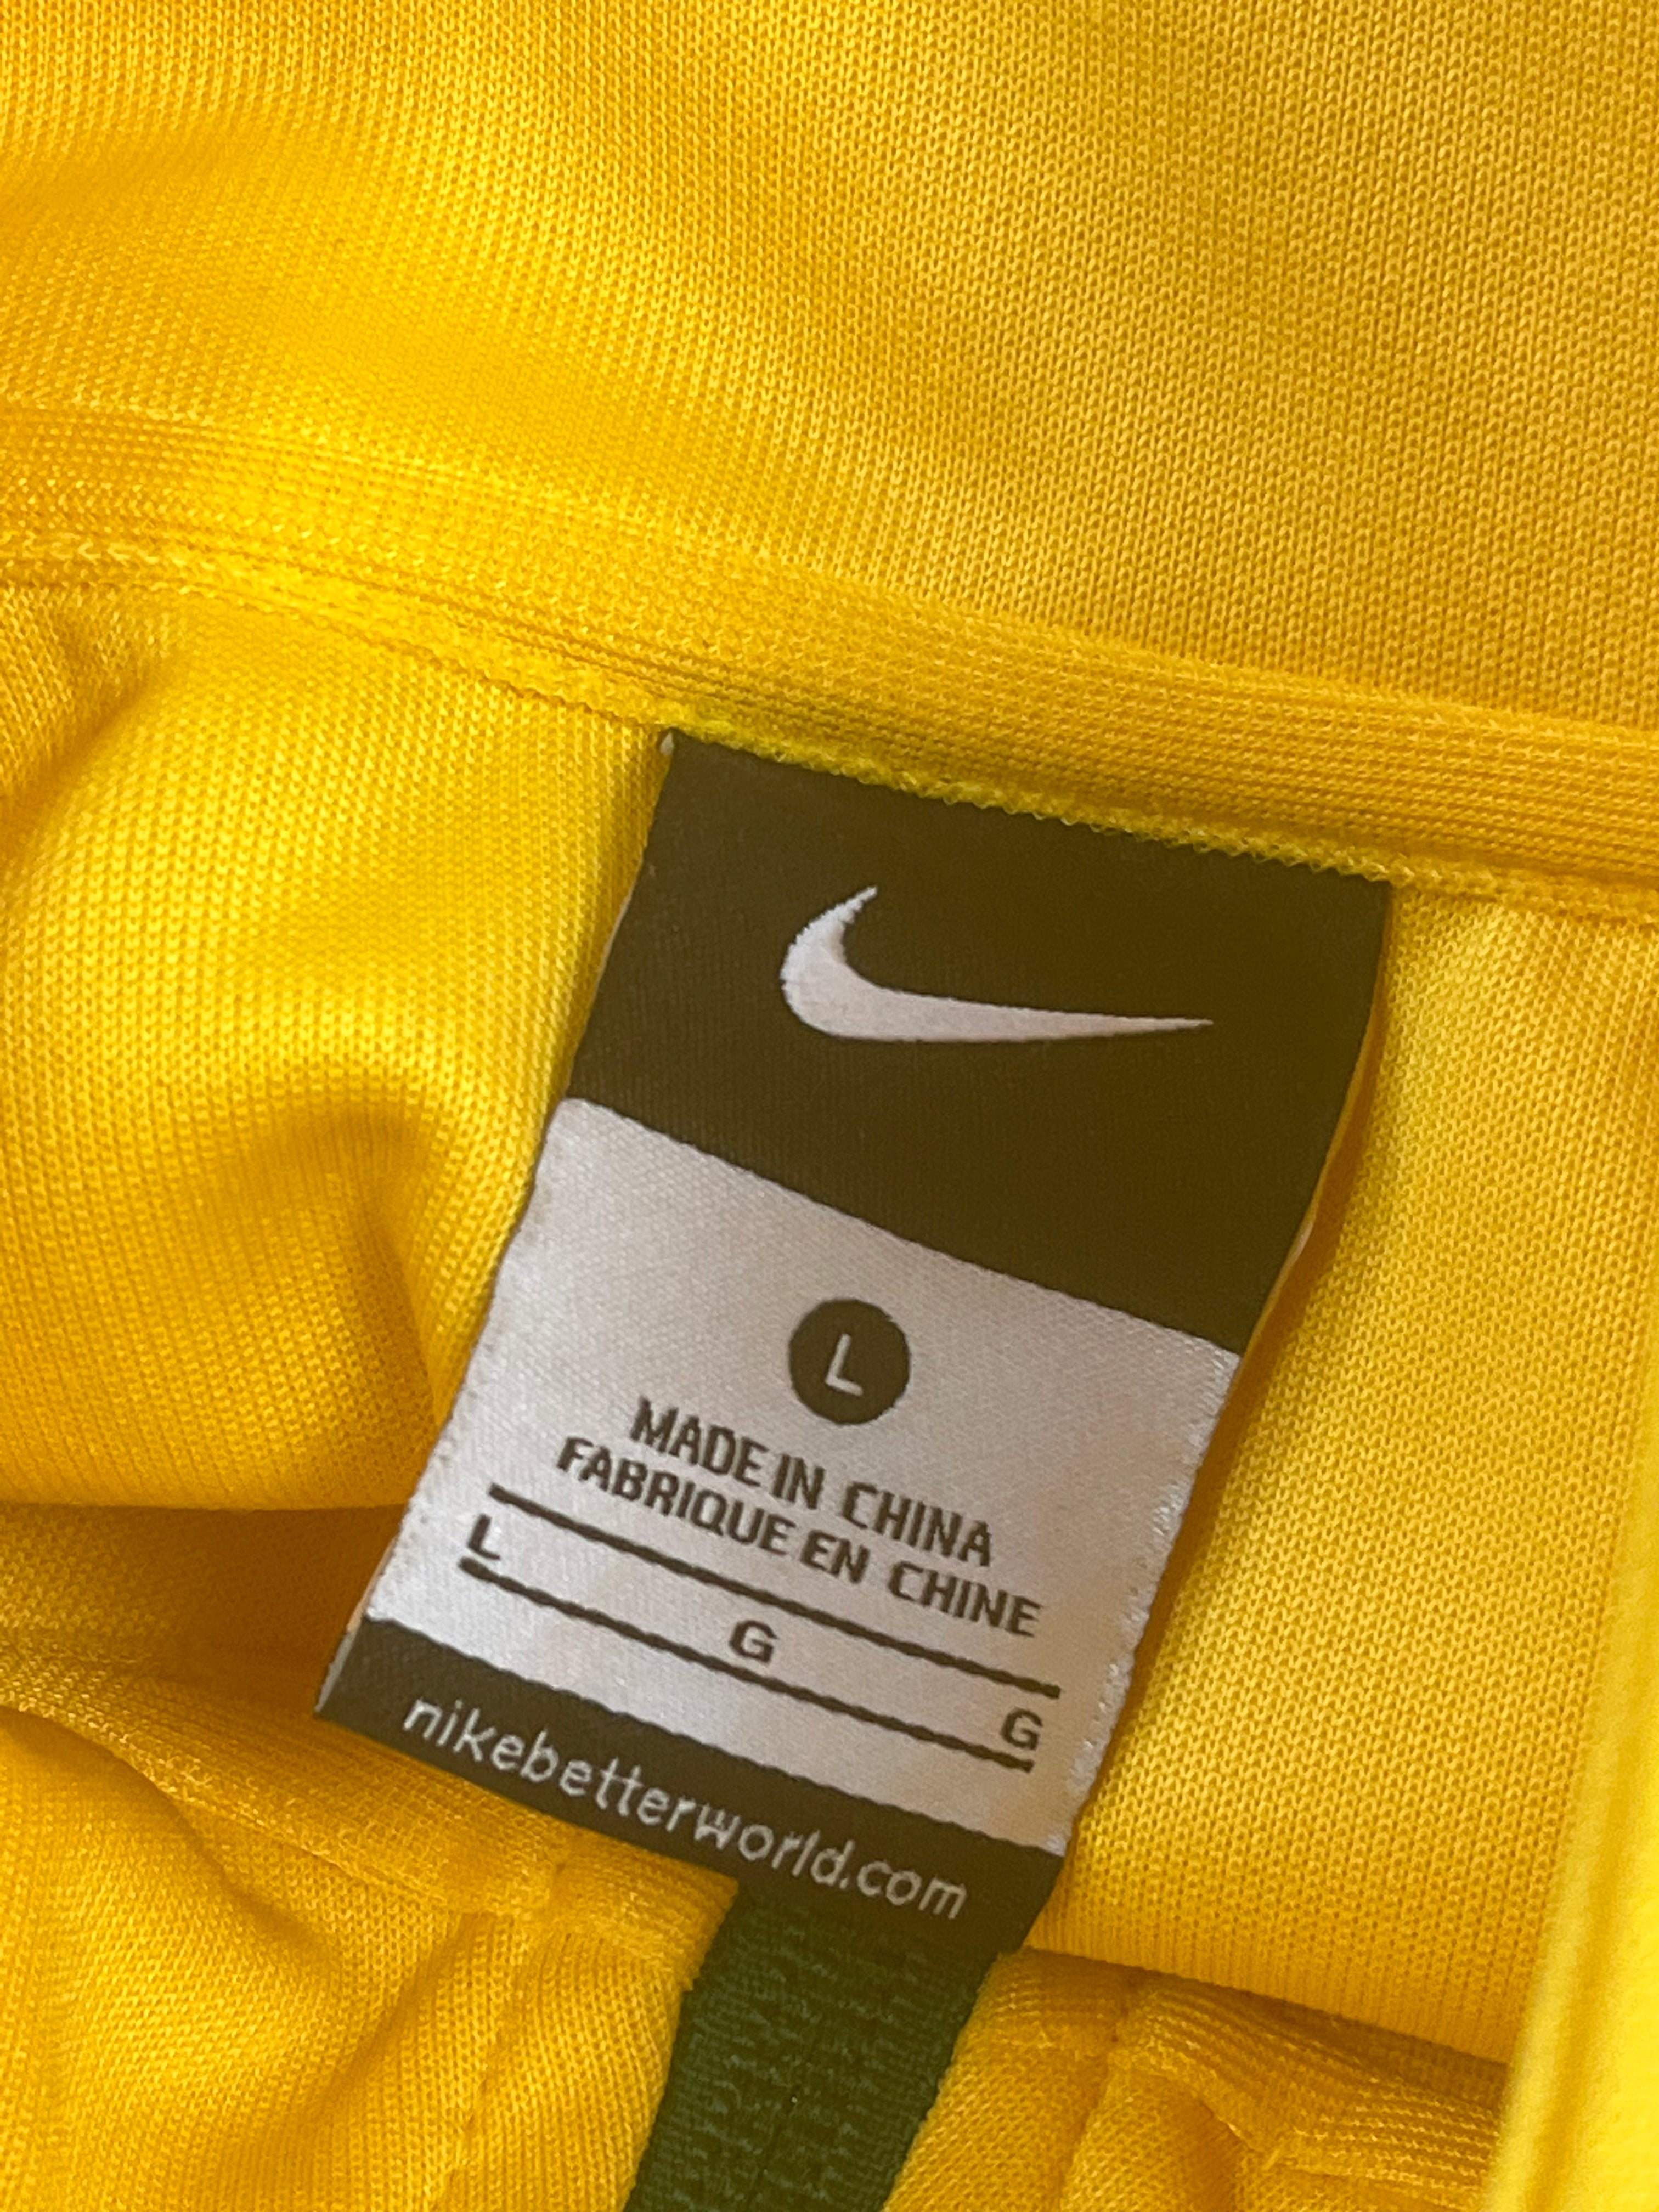 L
MADE IN CHINA
FABRIQUE EN CHINE
L G G
nikebetterworld.com